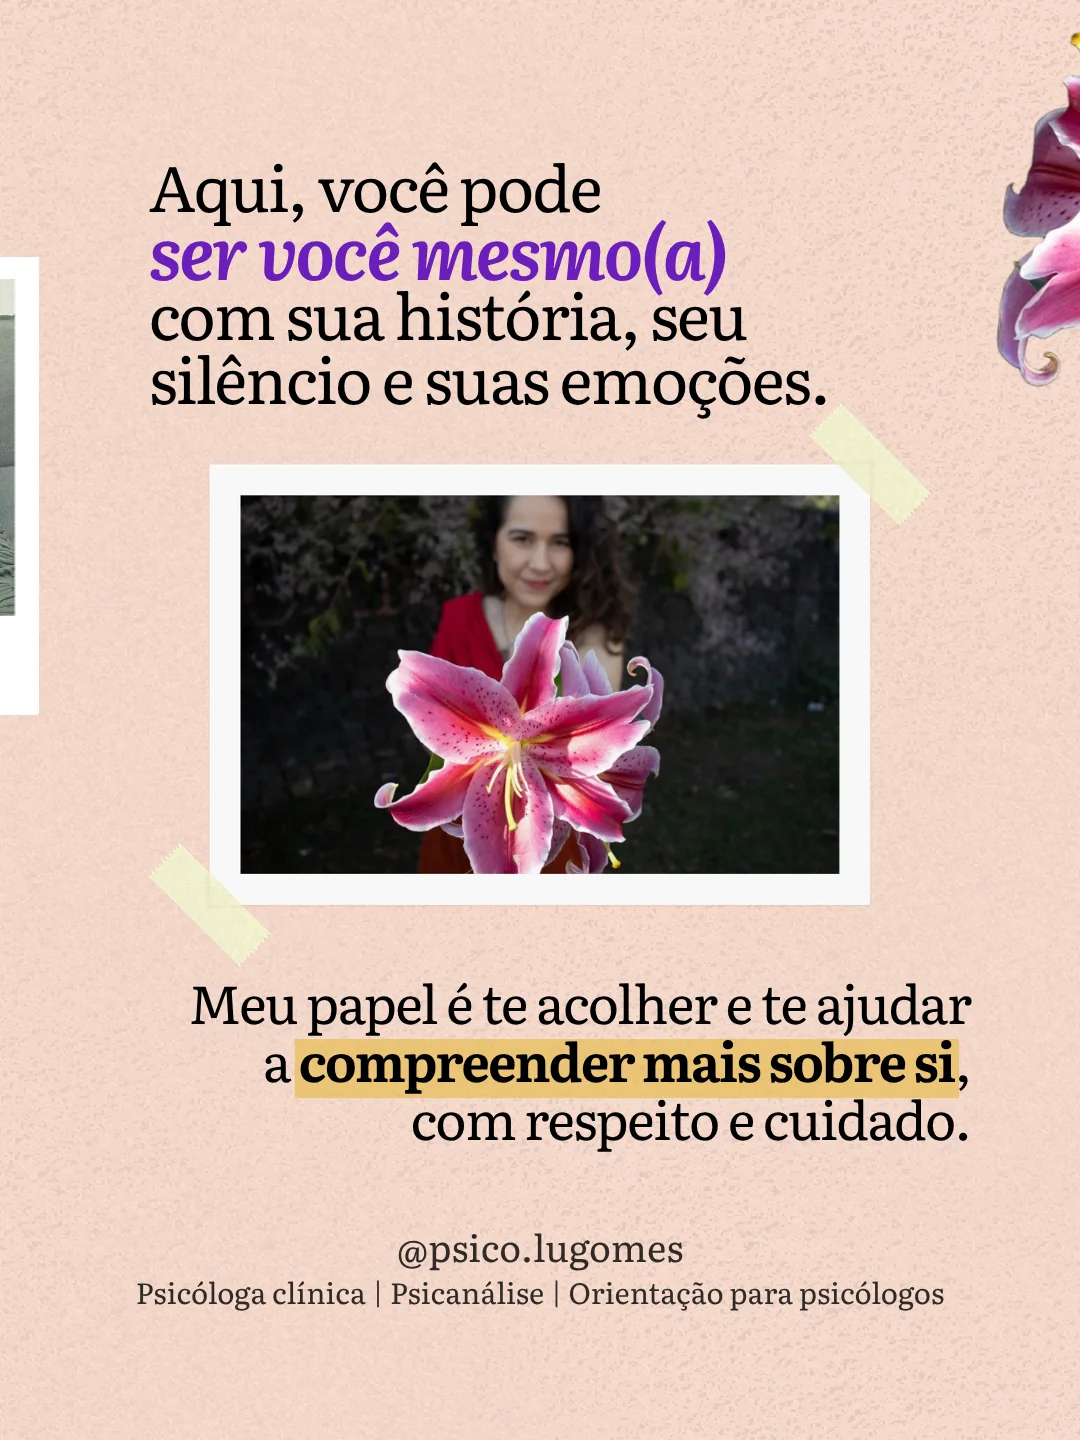 Aqui, você pode
ser você mesmo(a)
com sua história, seu
silêncio e suas emoções.
Meu papel é te acolher e te ajudar
a compreender mais sobre si,
com respeito e cuidado.
@psico.lugomes
Psicóloga clínica | Psicanálise | Orientação para psicólogos